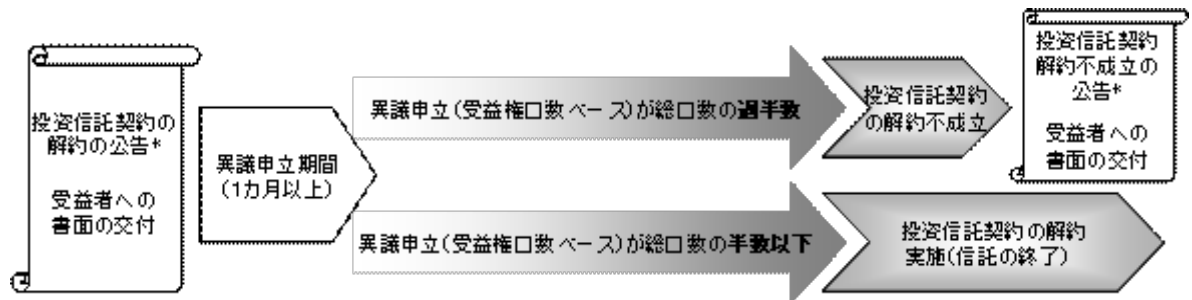 投資信託契約の
解約の公告*
受益者への
書面の交付
異議申立期間
(1カ月以上)
異議申立(受益権口数ベース)が総口数の過半数
投資信託契約
の解約不成立
投資信託契約
解約不成立の
公告*
受益者への
書面の交付
異議申立(受益権口数ベース)が総口数の半数以下
投資信託契約の解約
実施(信託の終了)